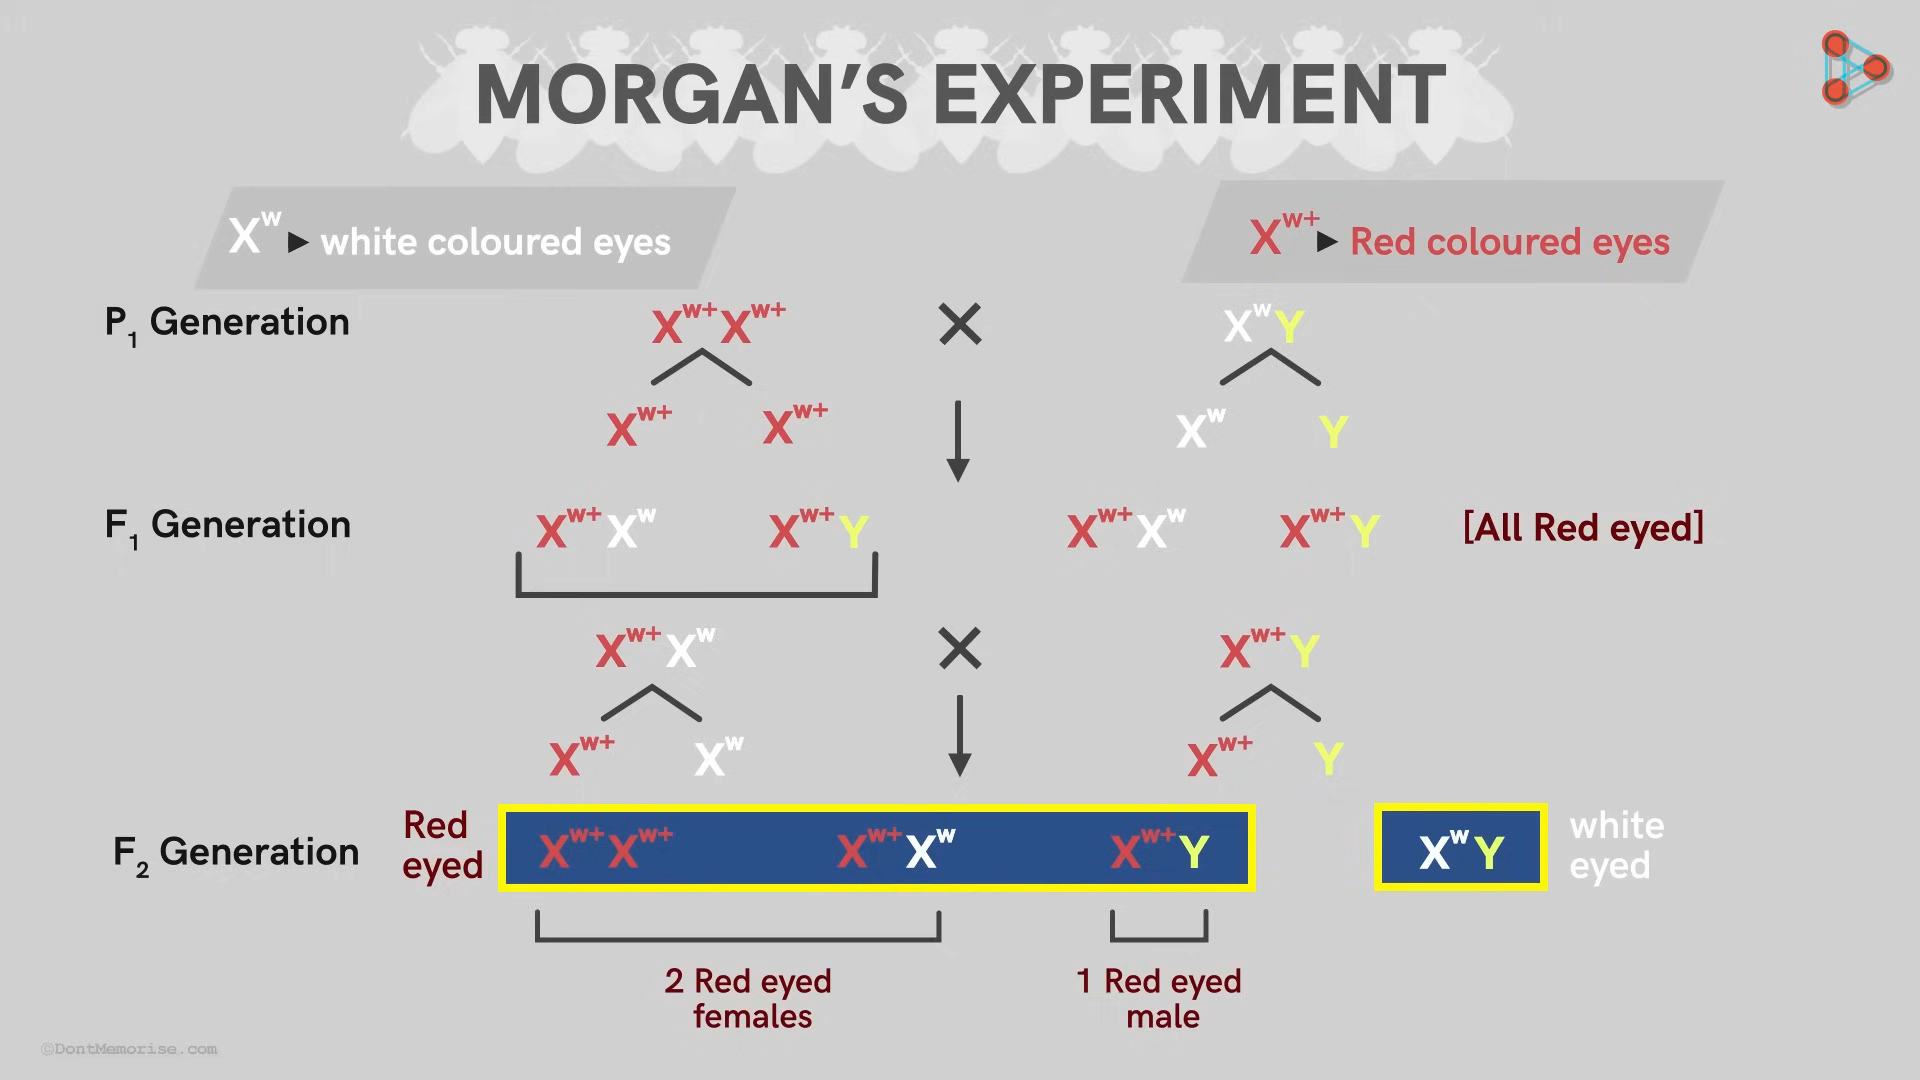 MORGAN'S EXPERIMENT
Xʷ ▶ white coloured eyes
Xʷ⁺ ▶ Red coloured eyes
P₁ Generation
Xʷ⁺Xʷ⁺ × XʷY
Xʷ⁺ Xʷ⁺ Xʷ Y
F₁ Generation Xʷ⁺Xʷ Xʷ⁺Y Xʷ⁺Xʷ Xʷ⁺Y [All Red eyed]
Xʷ⁺Xʷ × Xʷ⁺Y
Xʷ⁺ Xʷ Xʷ⁺ Y
F₂ Generation
Red
eyed
Xʷ⁺Xʷ⁺ Xʷ⁺Xʷ Xʷ⁺Y XʷY
white
eyed
2 Red eyed
females
1 Red eyed
male
©DontMemorise.com